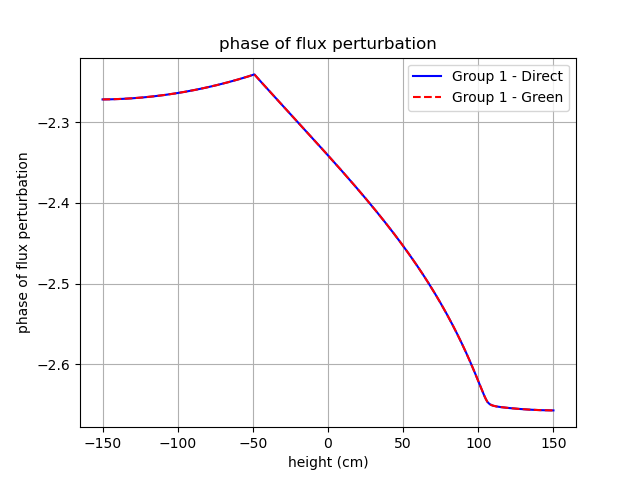 phase of flux perturbation
Group 1 - Direct
Group 1 - Green
phase of flux perturbation
−2.3
−2.4
−2.5
−2.6
−150
−100
−50
0
50
100
150
height (cm)